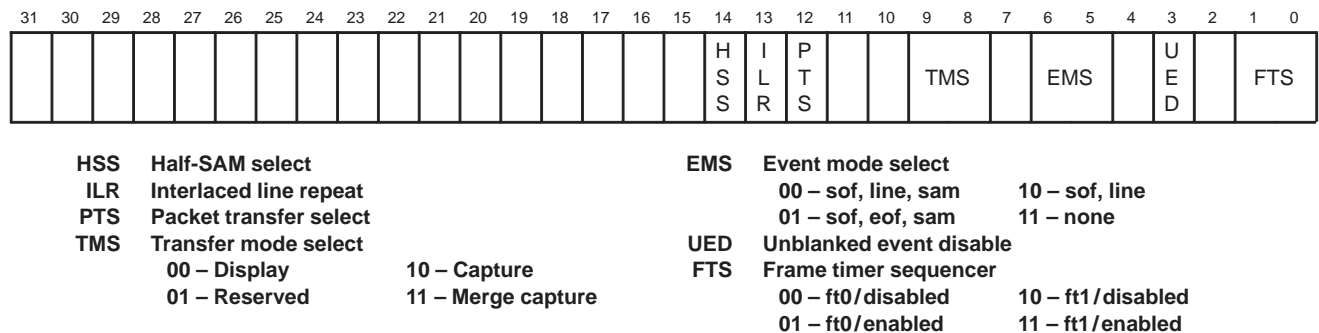 31 30 29 28 27 26 25 24 23 22 21 20 19 18 17 16 15 14 13 12 11 10 9 8 7 6 5 4 3 2 1 0
HSS ILR PTS TMS EMS UED FTS
HSS Half-SAM select
ILR Interlaced line repeat
PTS Packet transfer select
TMS Transfer mode select
00 – Display 10 – Capture
01 – Reserved 11 – Merge capture
EMS Event mode select
00 – sof, line, sam 10 – sof, line
01 – sof, eof, sam 11 – none
UED Unblanked event disable
FTS Frame timer sequencer
00 – ft0/disabled 10 – ft1/disabled
01 – ft0/enabled 11 – ft1/enabled